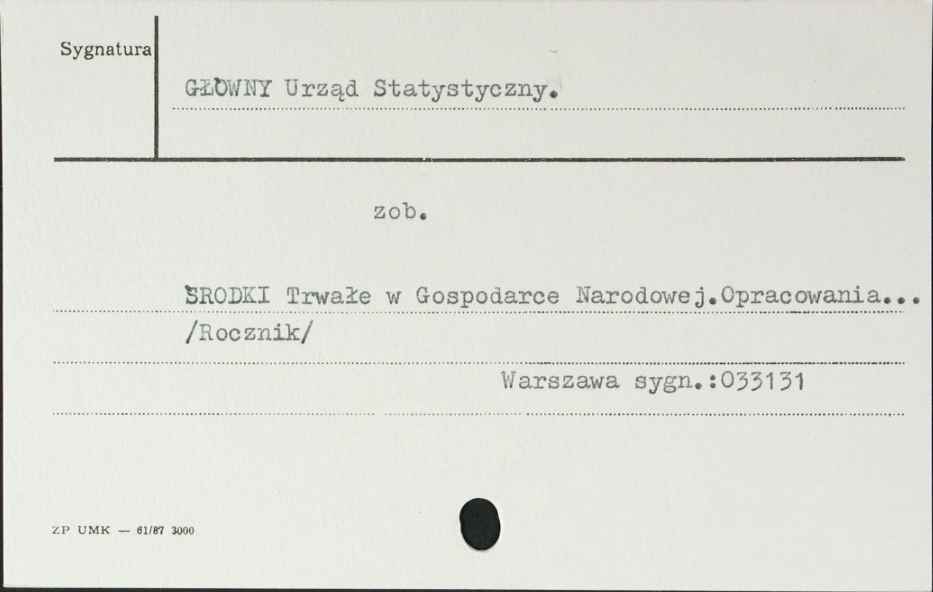 Sygnatura
GŁÓWNY Urząd Statystyczny.
zob.
ŚRODKI Trwałe w Gospodarce Narodowej.Opracowania...
/Rocznik/
Warszawa sygn.:033131
ZP UMK — 61/87 3000